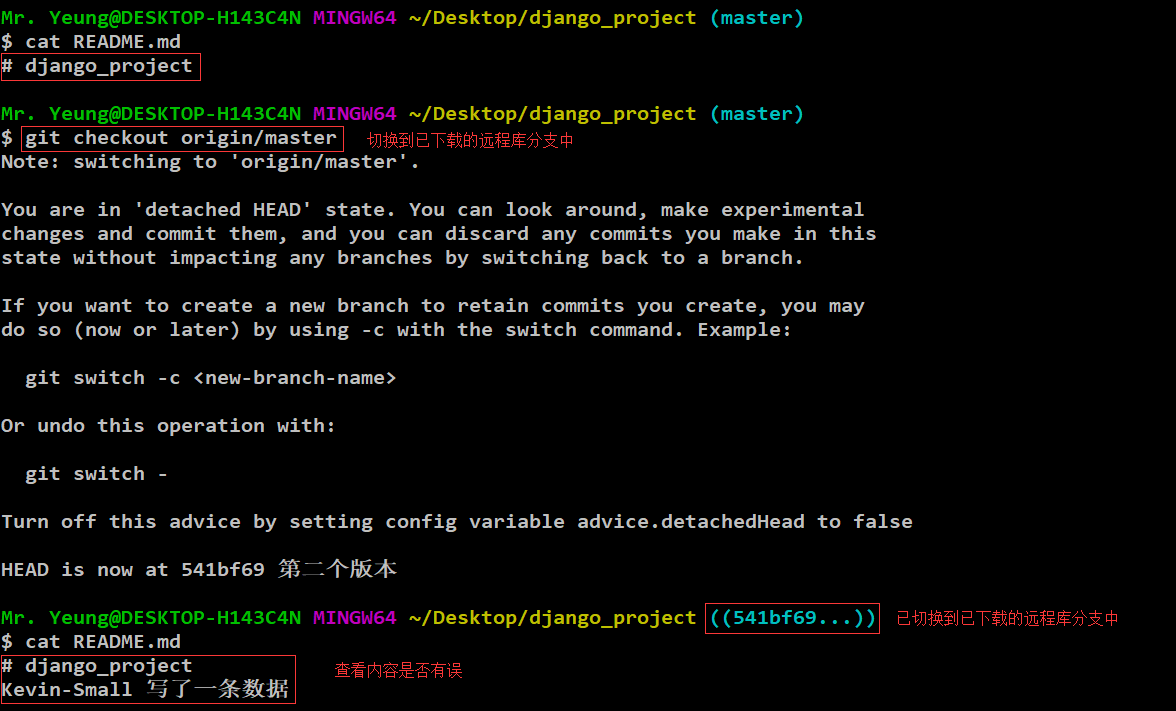 Mr. Yeung@DESKTOP-H143C4N MINGW64 ~/Desktop/django_project (master)
$ cat README.md
# django_project
Mr. Yeung@DESKTOP-H143C4N MINGW64 ~/Desktop/django_project (master)
$ git checkout origin/master 切换到已下载的远程库分支中
Note: switching to 'origin/master'.
You are in 'detached HEAD' state. You can look around, make experimental
changes and commit them, and you can discard any commits you make in this
state without impacting any branches by switching back to a branch.
If you want to create a new branch to retain commits you create, you may
do so (now or later) by using -c with the switch command. Example:
git switch -c <new-branch-name>
Or undo this operation with:
git switch -
Turn off this advice by setting config variable advice.detachedHead to false
HEAD is now at 541bf69 第二个版本
Mr. Yeung@DESKTOP-H143C4N MINGW64 ~/Desktop/django_project ((541bf69...)) 已切换到已下载的远程库分支中
$ cat README.md
# django_project 查看内容是否有误
Kevin-Small 写了一条数据